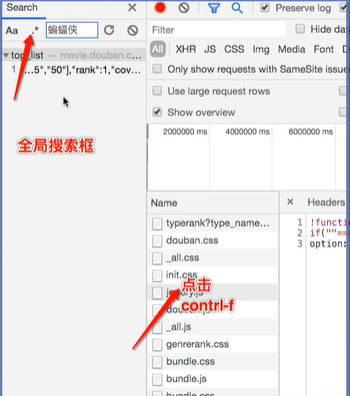 Search
Preserve log
Aa .* 蝙蝠侠
Filter
Hide da
top_list — movie.douban.c...
1 ...5","50"],"rank":1,"cov...
All XHR JS CSS Img Media Font D
Only show requests with SameSite issue
Use large request rows
Show overview
全局搜索框
2000000 ms 4000000 ms 6000000 ms
Name
Headers
typerank?type_name...
1 !functi
douban.css
2 if(""==
_all.css
3 option:
init.css
点击
contrl-f
_all.js
genrerank.css
bundle.css
bundle.js
bundle.css